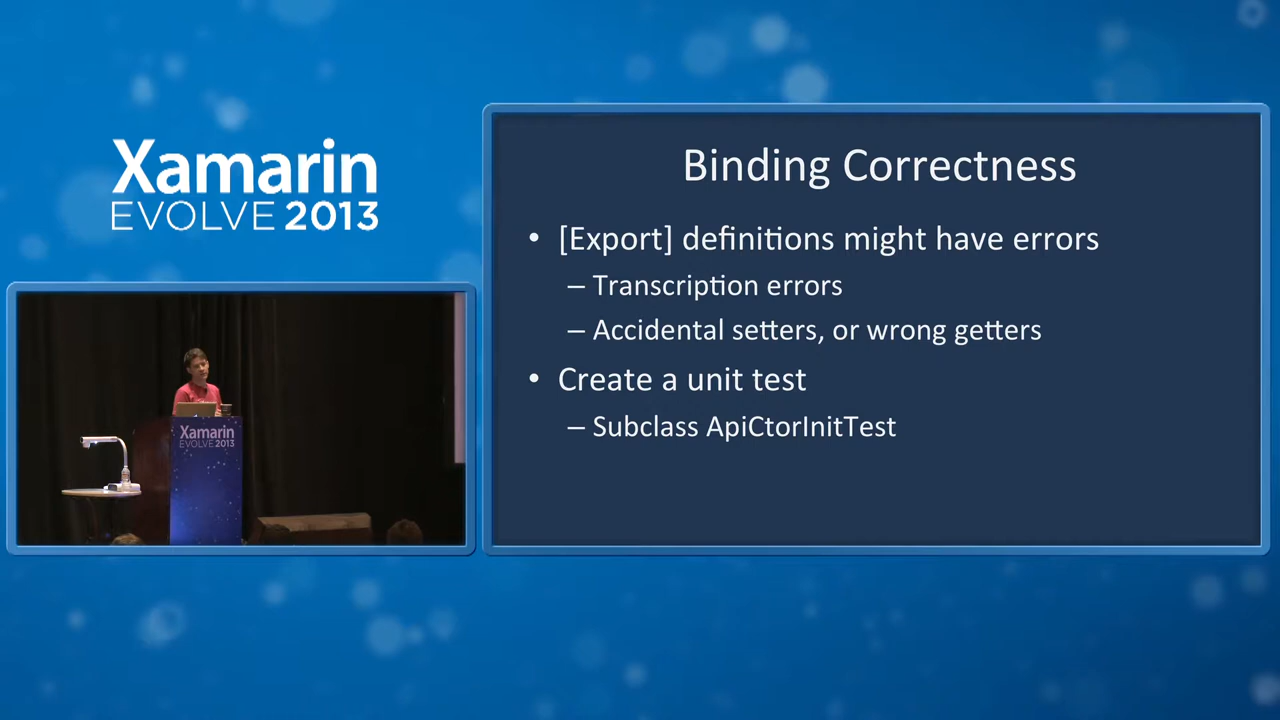 Xamarin
EVOLVE 2013
Binding Correctness
• [Export] definitions might have errors
– Transcription errors
– Accidental setters, or wrong getters
• Create a unit test
– Subclass ApiCtorInitTest
Xamarin
EVOLVE 2013